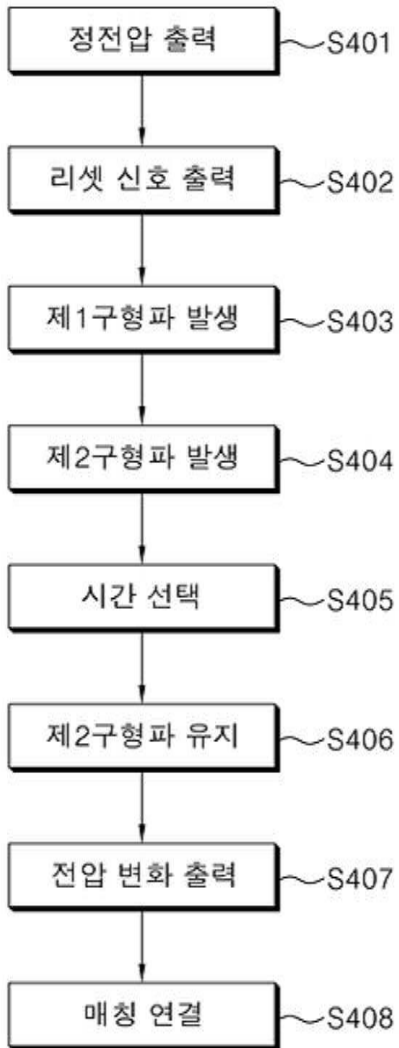 정전압 출력 S401
리셋 신호 출력 S402
제1구형파 발생 S403
제2구형파 발생 S404
시간 선택 S405
제2구형파 유지 S406
전압 변화 출력 S407
매칭 연결 S408